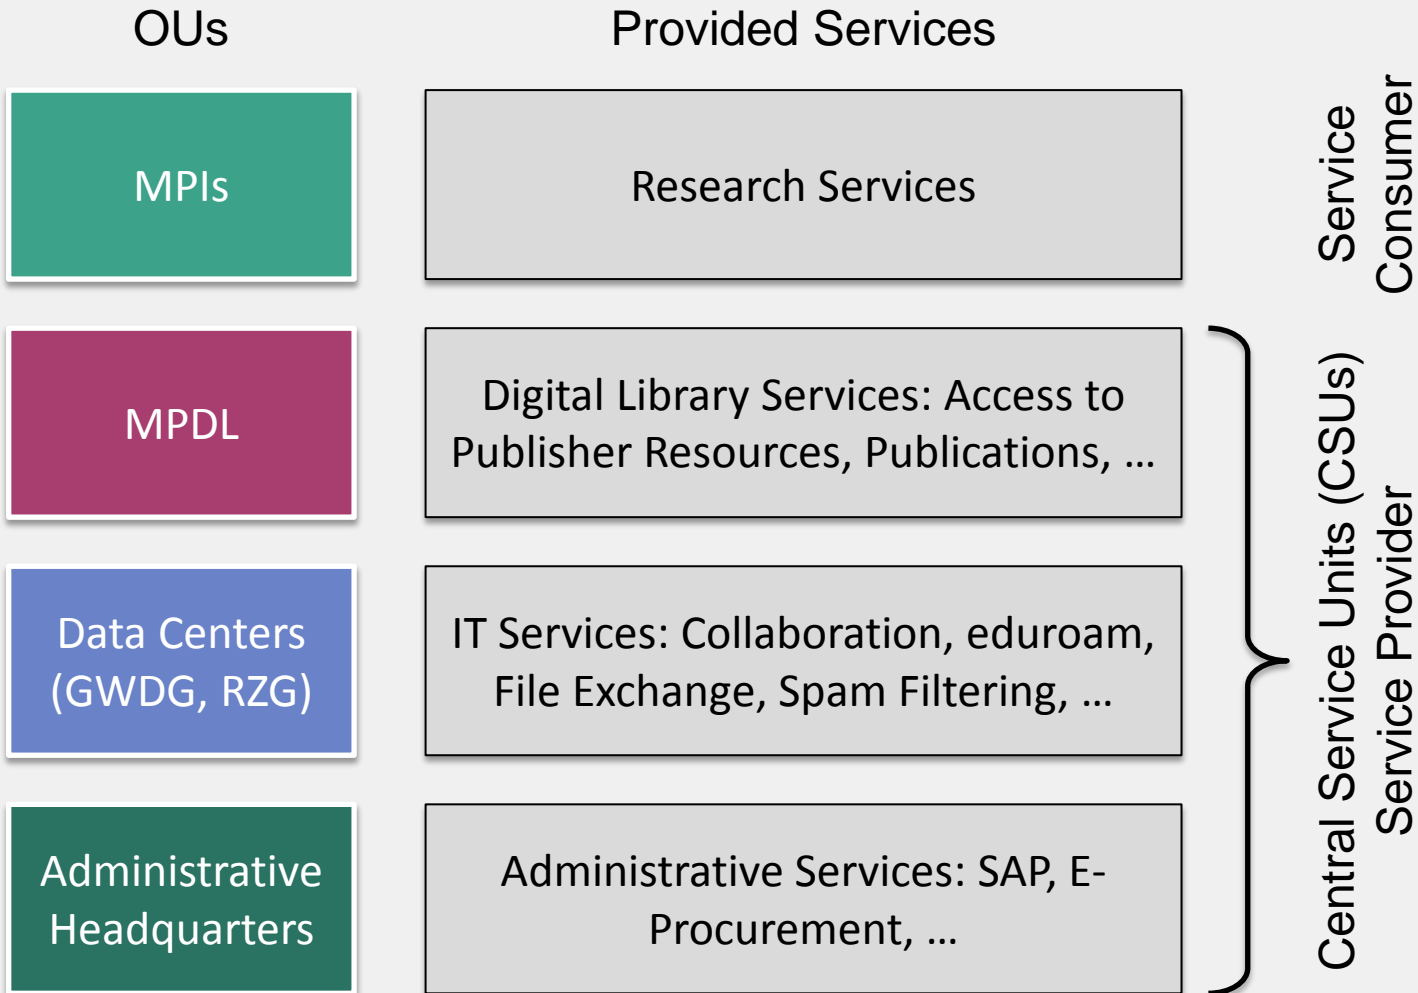 OUs
Provided Services
MPIs
Research Services
Service
Consumer
MPDL
Digital Library Services: Access to
Publisher Resources, Publications, …
Data Centers
(GWDG, RZG)
IT Services: Collaboration, eduroam,
File Exchange, Spam Filtering, …
Administrative
Headquarters
Administrative Services: SAP, E-
Procurement, …
Central Service Units (CSUs)
Service Provider